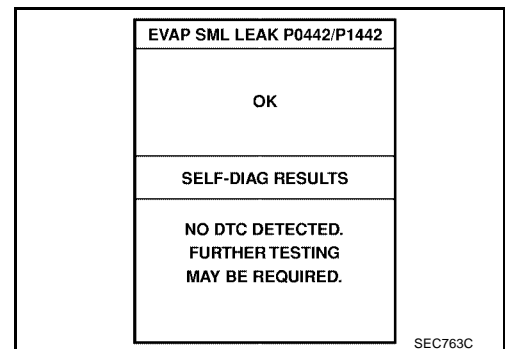 EVAP SML LEAK P0442/P1442
OK
SELF-DIAG RESULTS
NO DTC DETECTED.
FURTHER TESTING
MAY BE REQUIRED.
SEC763C